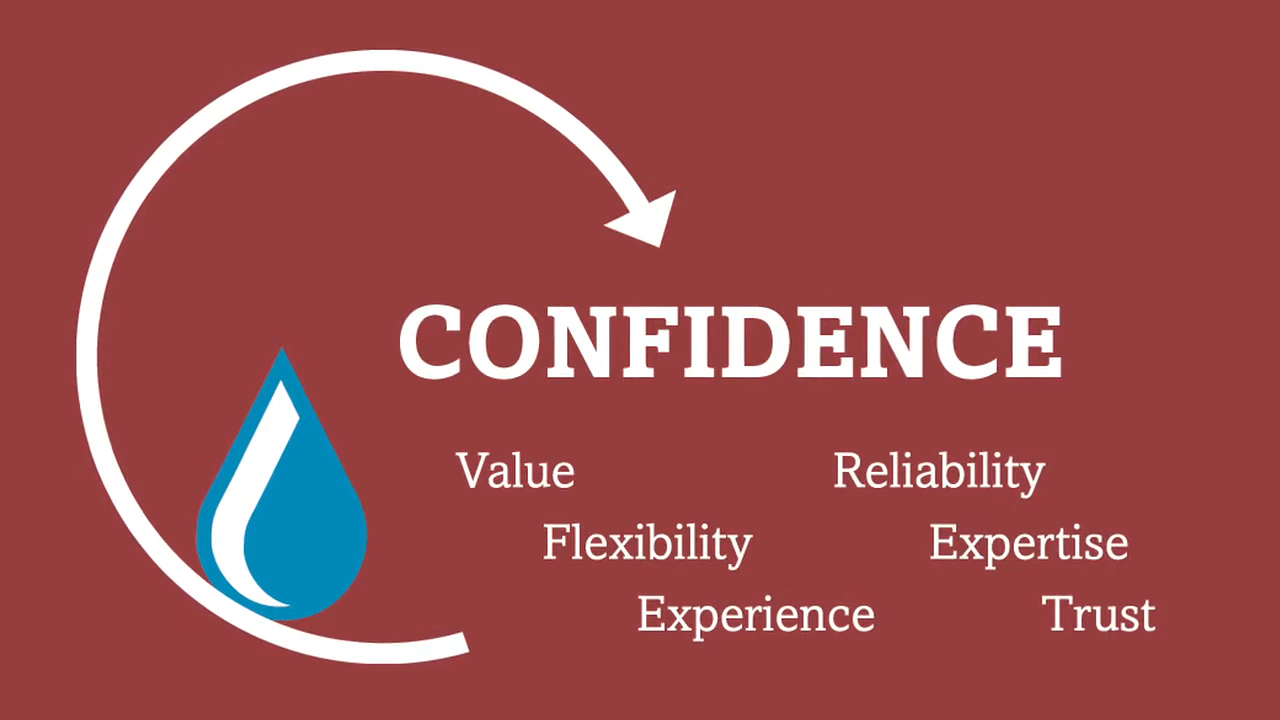 CONFIDENCE
Value Reliability
Flexibility Expertise
Experience Trust